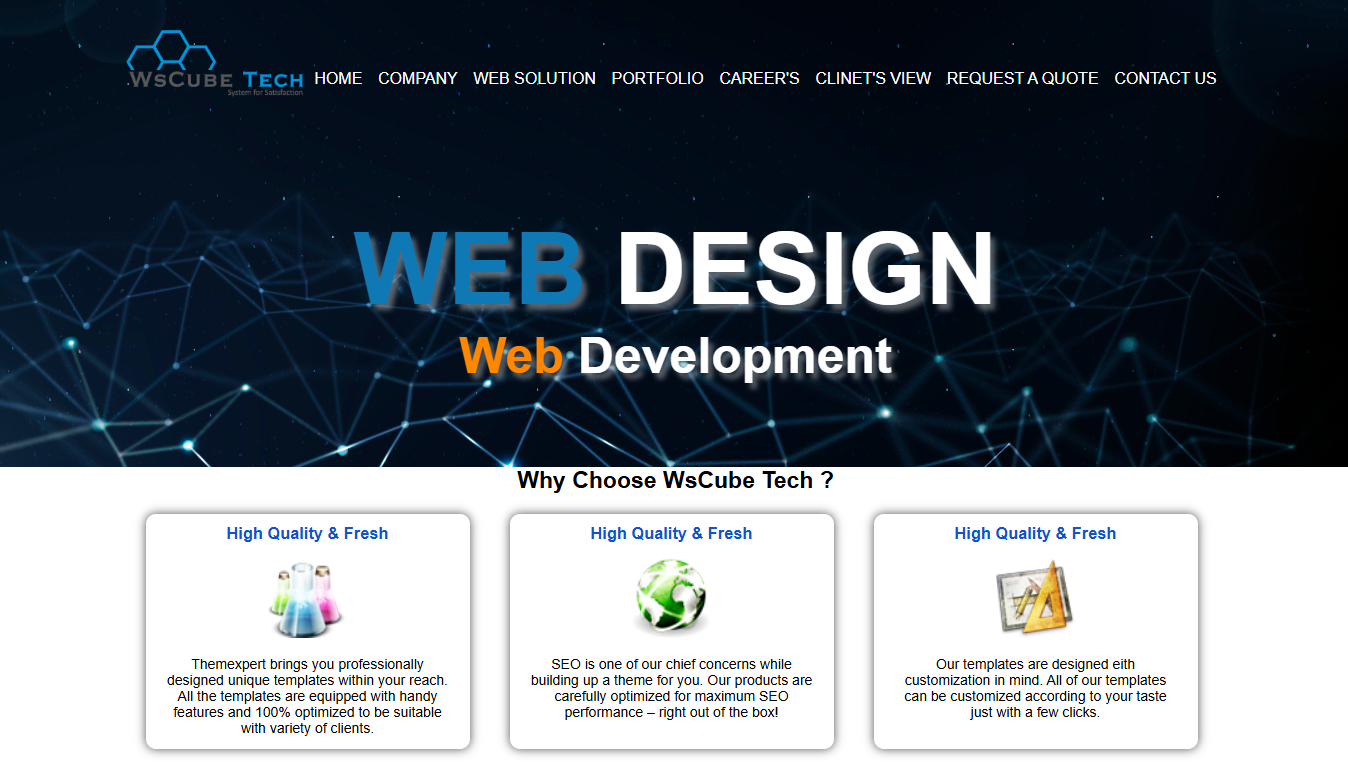 WsCube Tech
System for Satisfaction
HOME COMPANY WEB SOLUTION PORTFOLIO CAREER'S CLINET'S VIEW REQUEST A QUOTE CONTACT US
WEB DESIGN
Web Development
Why Choose WsCube Tech ?
High Quality & Fresh
Themexpert brings you professionally
designed unique templates within your reach.
All the templates are equipped with handy
features and 100% optimized to be suitable
with variety of clients.
High Quality & Fresh
SEO is one of our chief concerns while
building up a theme for you. Our products are
carefully optimized for maximum SEO
performance – right out of the box!
High Quality & Fresh
Our templates are designed eith
customization in mind. All of our templates
can be customized according to your taste
just with a few clicks.